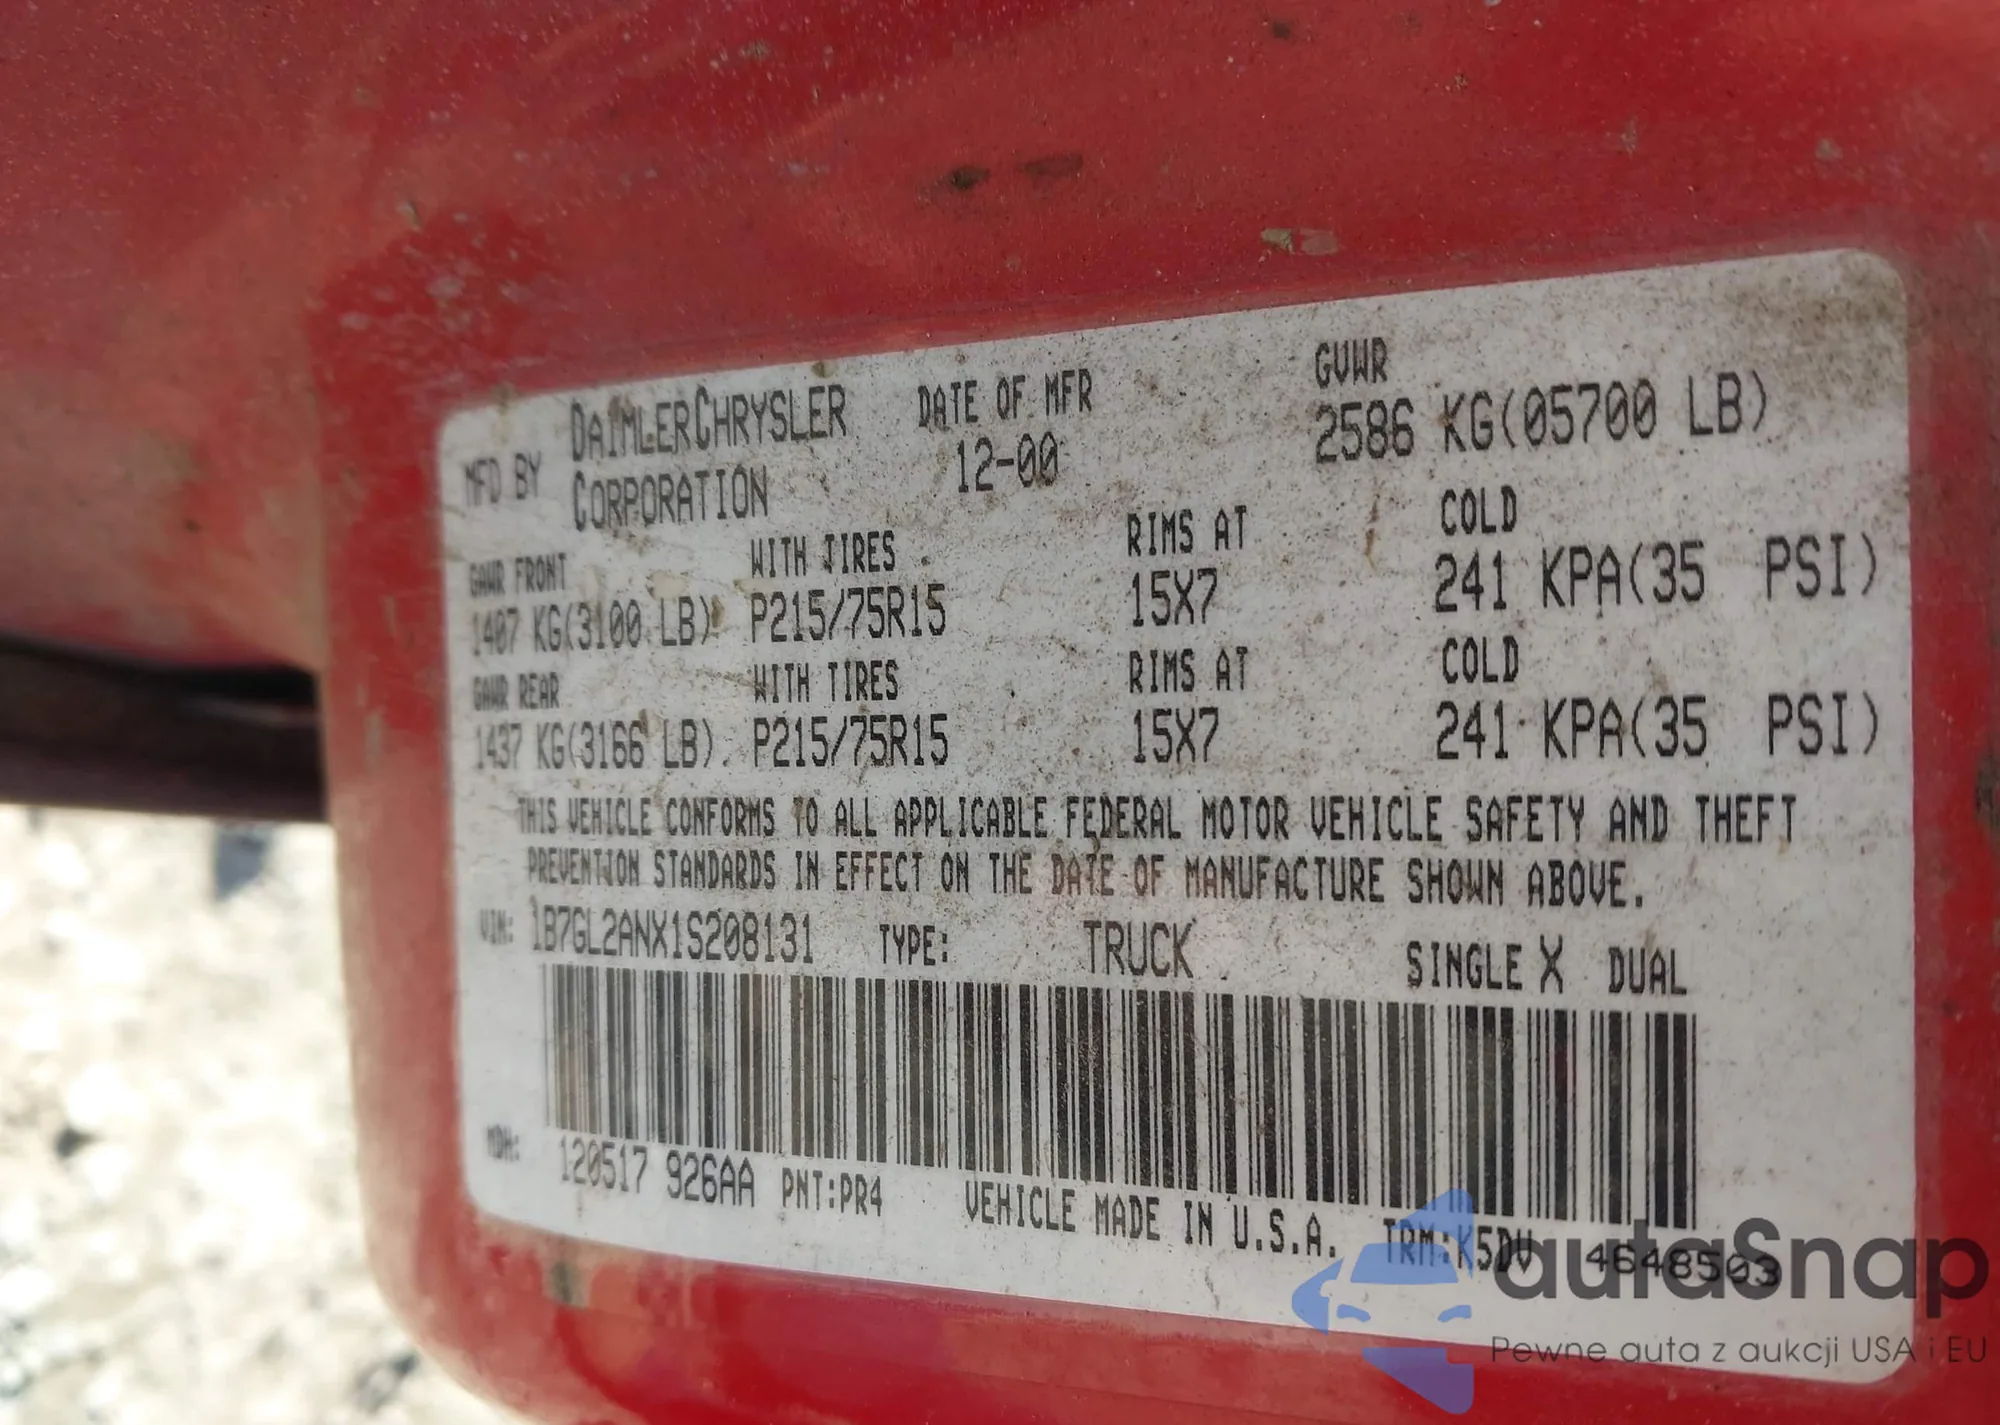 MFD BY DAIMLERCHRYSLER CORPORATION DATE OF MFR 12-00 GVWR 2586 KG(05700 LB)
GAWR FRONT WITH TIRES RIMS AT COLD
1407 KG(3100 LB) P215/75R15 15X7 241 KPA(35 PSI)
GAWR REAR WITH TIRES RIMS AT COLD
1437 KG(3166 LB) P215/75R15 15X7 241 KPA(35 PSI)
THIS VEHICLE CONFORMS TO ALL APPLICABLE FEDERAL MOTOR VEHICLE SAFETY AND THEFT
PREVENTION STANDARDS IN EFFECT ON THE DATE OF MANUFACTURE SHOWN ABOVE.
VIN: 1B7GL2ANX1S208131 TYPE: TRUCK SINGLE X DUAL
MDH: 120517 926AA PNT:PR4 VEHICLE MADE IN U.S.A. TRM:K5DV 4648503
autaSnap
Pewne auta z aukcji USA i EU